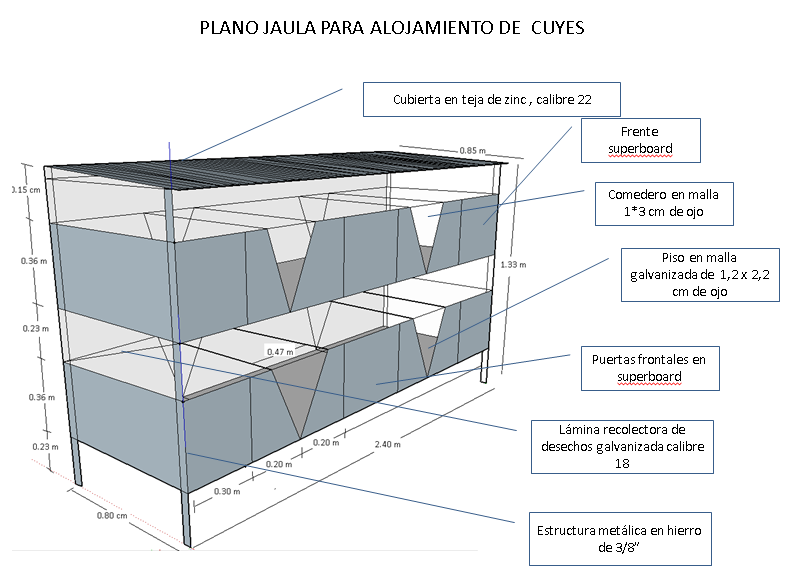 PLANO JAULA PARA ALOJAMIENTO DE CUYES
Cubierta en teja de zinc , calibre 22
Frente
superboard
0.85 m
Comedero en malla
1*3 cm de ojo
0.15 cm
0.36 m
1.33 m
Piso en malla
galvanizada de 1,2 x 2,2
cm de ojo
0.23 m
0.47 m
Puertas frontales en
superboard
0.36 m
Lámina recolectora de
desechos galvanizada calibre
18
0.23 m
2.40 m
0.20 m
0.20 m
0.30 m
0.80 cm
Estructura metálica en hierro
de 3/8”